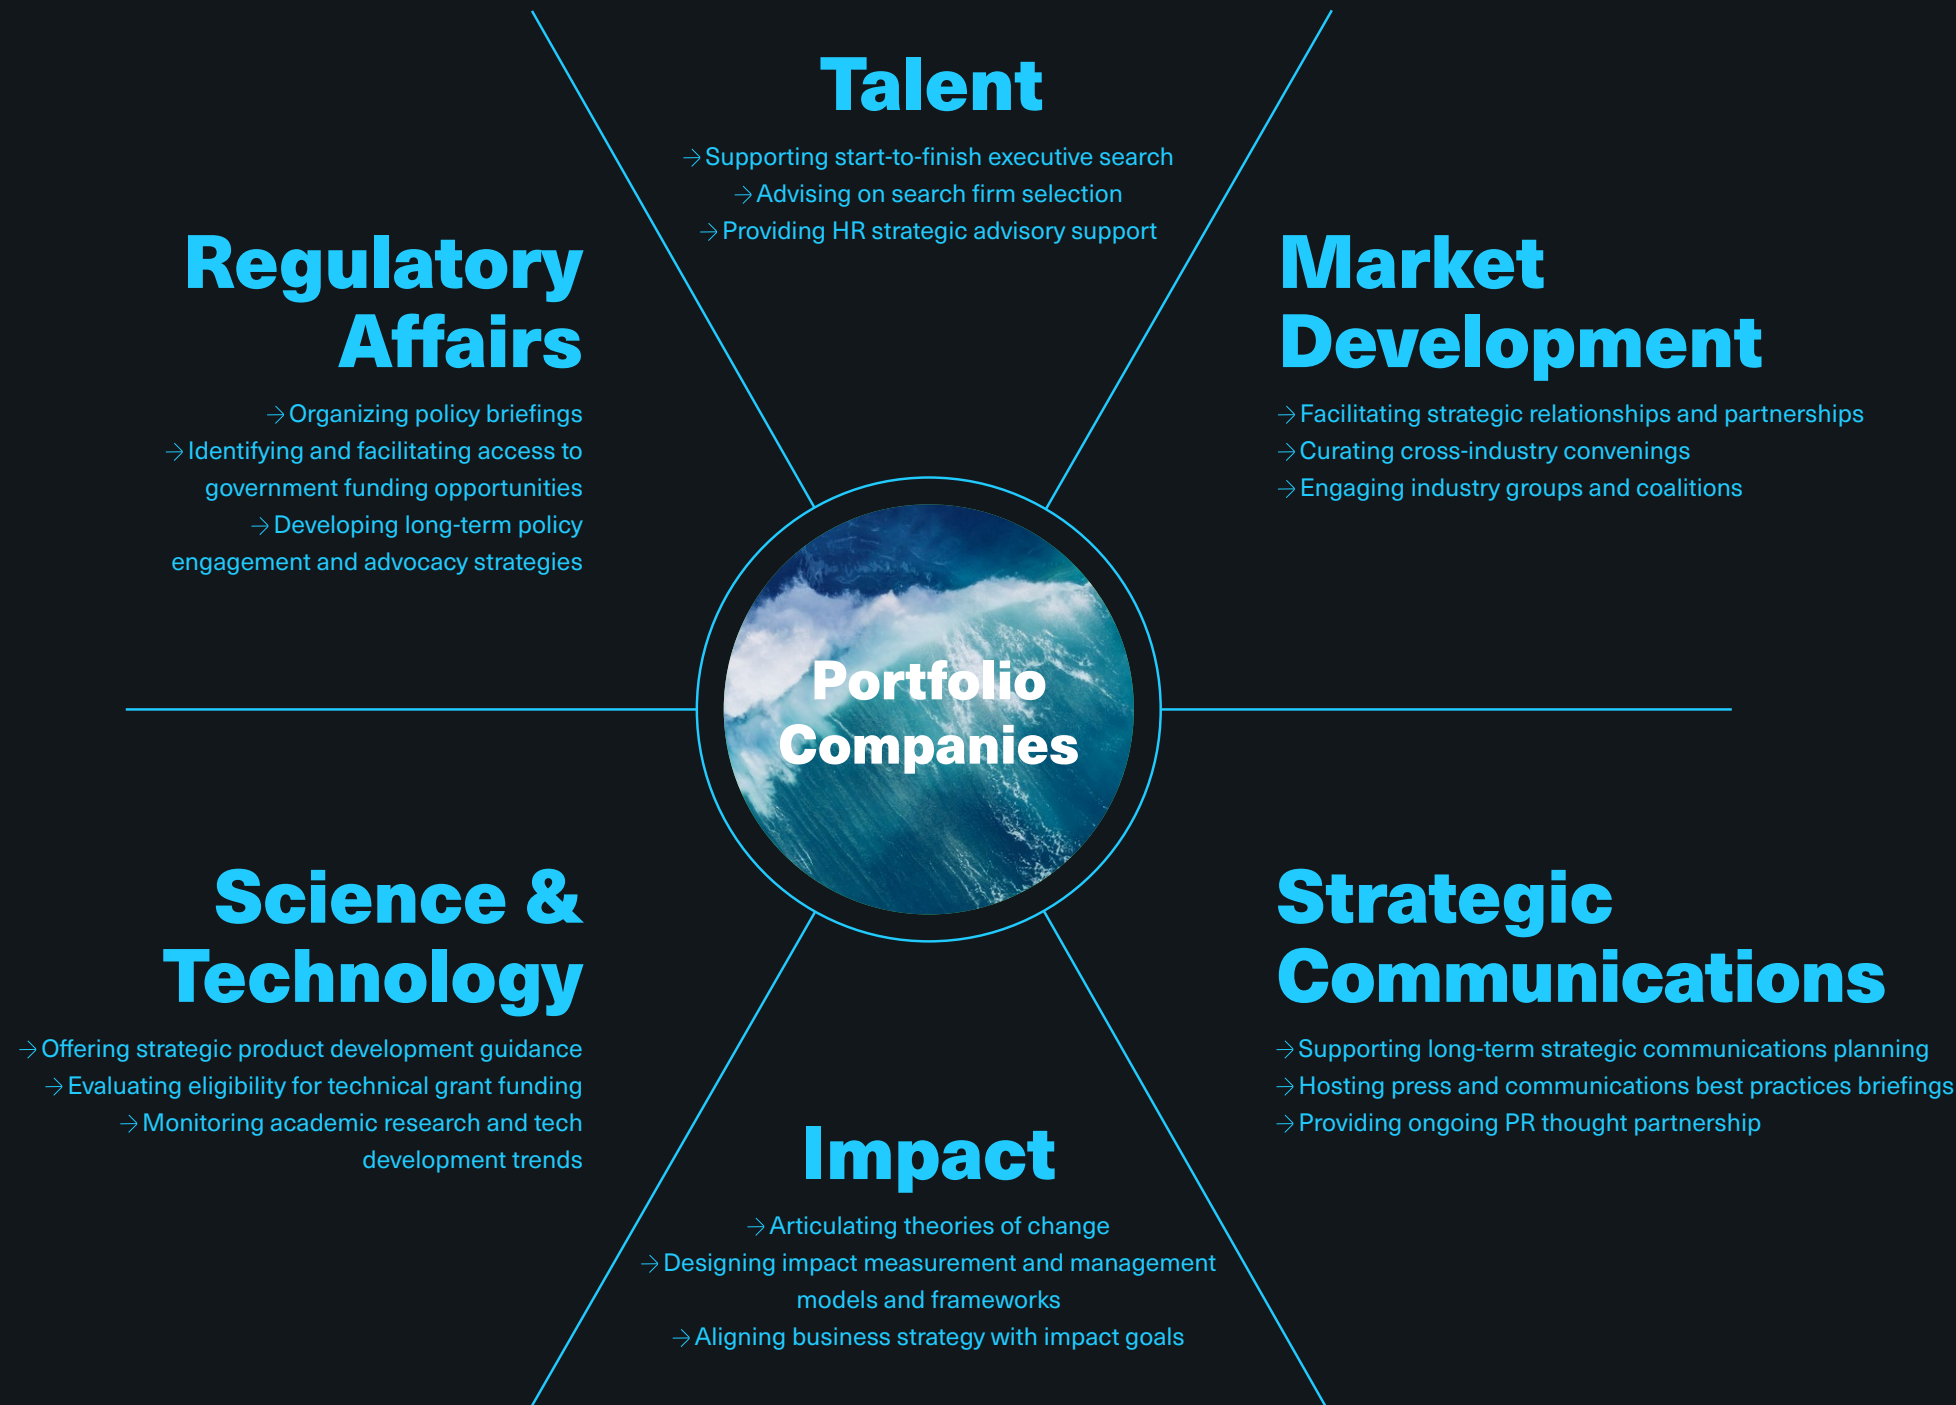 Talent
→Supporting start-to-finish executive search
→Advising on search firm selection
→Providing HR strategic advisory support
Regulatory
Affairs
→Organizing policy briefings
→Identifying and facilitating access to
government funding opportunities
→Developing long-term policy
engagement and advocacy strategies
Market
Development
→Facilitating strategic relationships and partnerships
→Curating cross-industry convenings
→Engaging industry groups and coalitions
Portfolio
Companies
Science &
Technology
→Offering strategic product development guidance
→Evaluating eligibility for technical grant funding
→Monitoring academic research and tech
development trends
Strategic
Communications
→Supporting long-term strategic communications planning
→Hosting press and communications best practices briefings
→Providing ongoing PR thought partnership
Impact
→Articulating theories of change
→Designing impact measurement and management
models and frameworks
→Aligning business strategy with impact goals